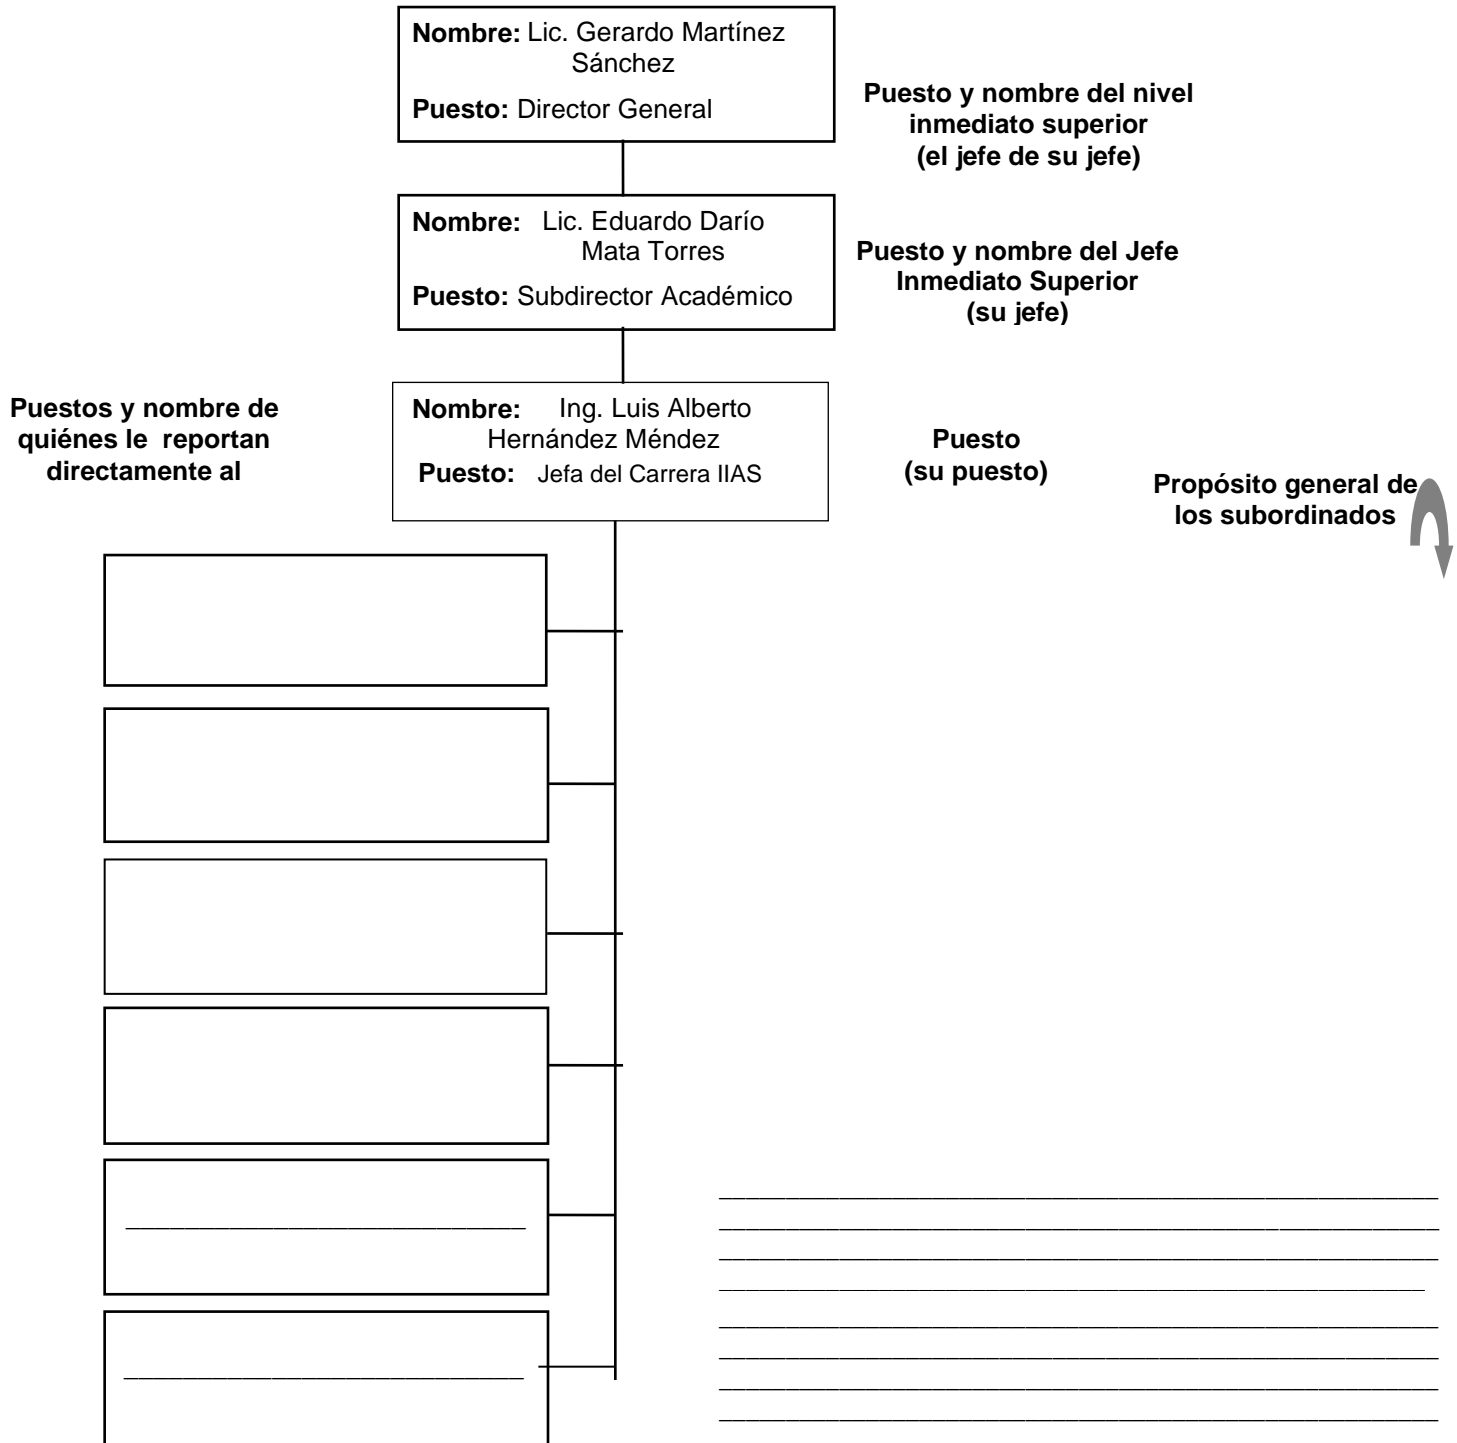 Nombre: Lic. Gerardo Martínez
Sánchez
Puesto: Director General
Puesto y nombre del nivel
inmediato superior
(el jefe de su jefe)
Nombre: Lic. Eduardo Darío
Mata Torres
Puesto: Subdirector Académico
Puesto y nombre del Jefe
Inmediato Superior
(su jefe)
Puestos y nombre de
quiénes le reportan
directamente al
Nombre: Ing. Luis Alberto
Hernández Méndez
Puesto: Jefa del Carrera IIAS
Puesto
(su puesto)
Propósito general de
los subordinados